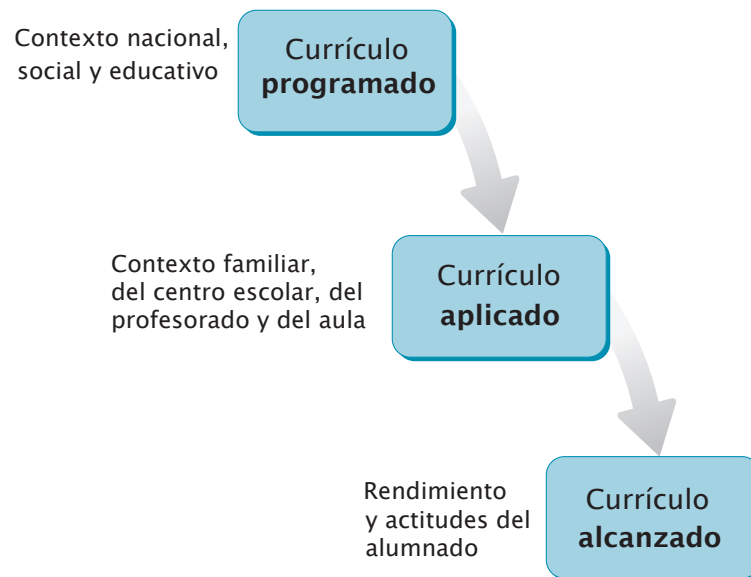 Contexto nacional,
social y educativo
Currículo
programado
Contexto familiar,
del centro escolar, del
profesorado y del aula
Currículo
aplicado
Rendimiento
y actitudes del
alumnado
Currículo
alcanzado